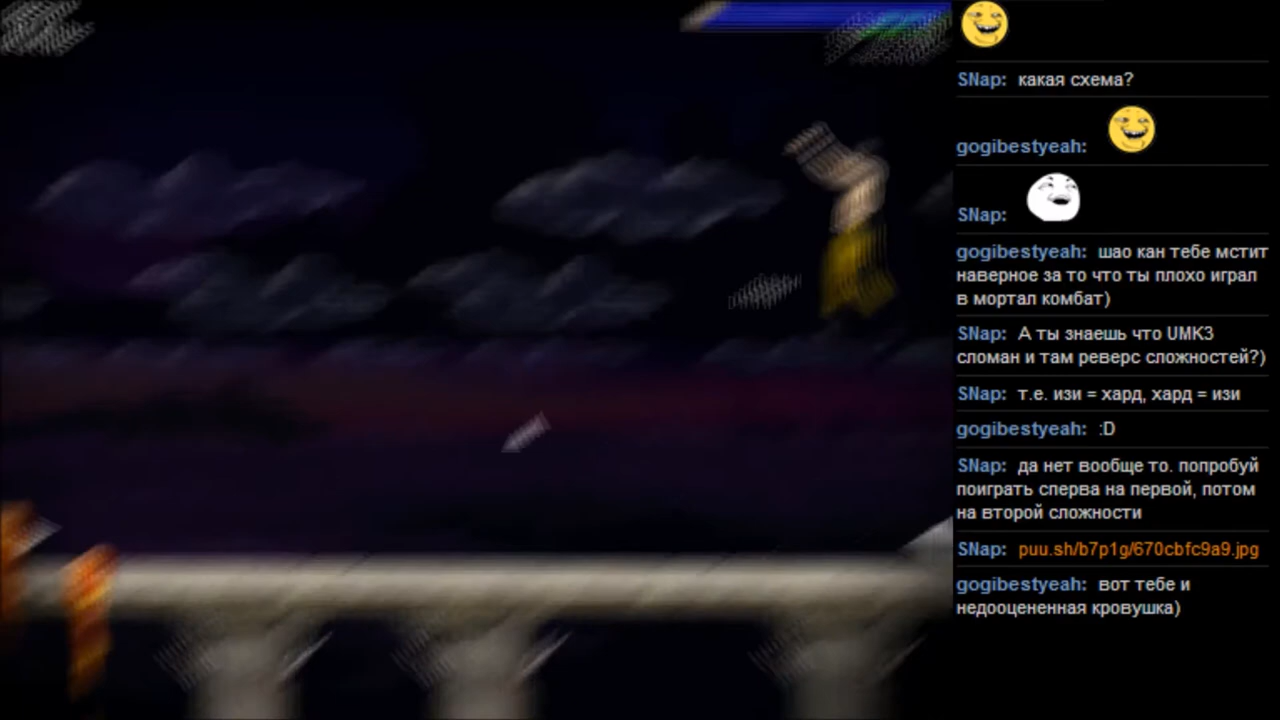 SNap: какая схема?
gogibestyeah:
SNap:
gogibestyeah: шао кан тебе мстит
наверное за то что ты плохо играл
в мортал комбат)
SNap: А ты знаешь что UMK3
сломан и там реверс сложностей?)
SNap: т.е. изи = хард, хард = изи
gogibestyeah: :D
SNap: да нет вообще то. попробуй
поиграть сперва на первой, потом
на второй сложности
SNap: puu.sh/b7p1g/670cbfc9a9.jpg
gogibestyeah: вот тебе и
недооцененная кровушка)